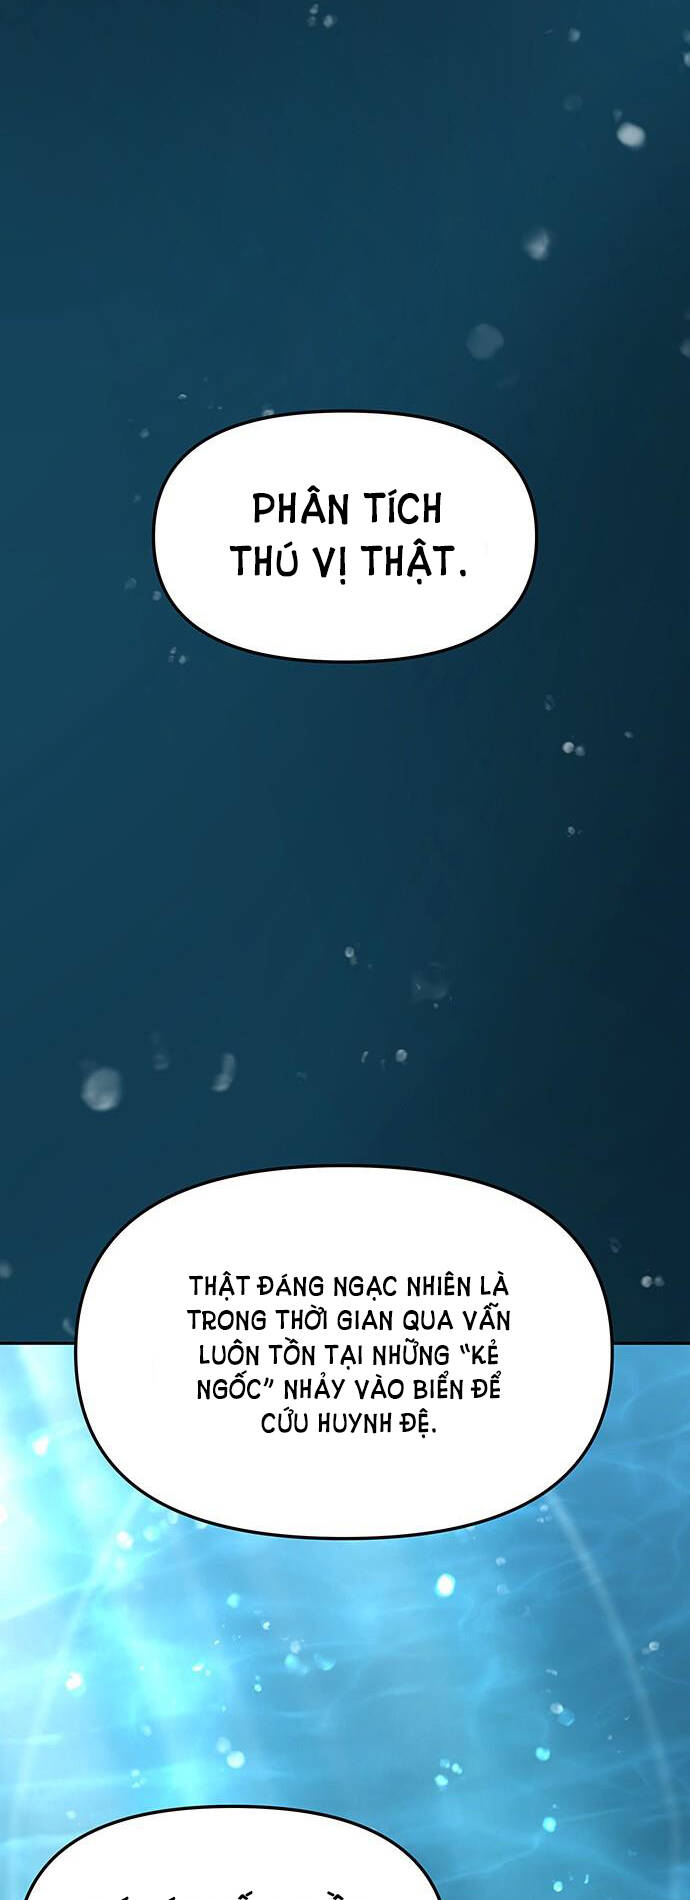 PHÂN TÍCH
THÚ VỊ THẬT.
THẬT ĐÁNG NGẠC NHIÊN LÀ
TRONG THỜI GIAN QUA VẪN
LUÔN TỒN TẠI NHỮNG “KẺ
NGỐC” NHẢY VÀO BIỂN ĐỂ
CỨU HUYNH ĐỆ.